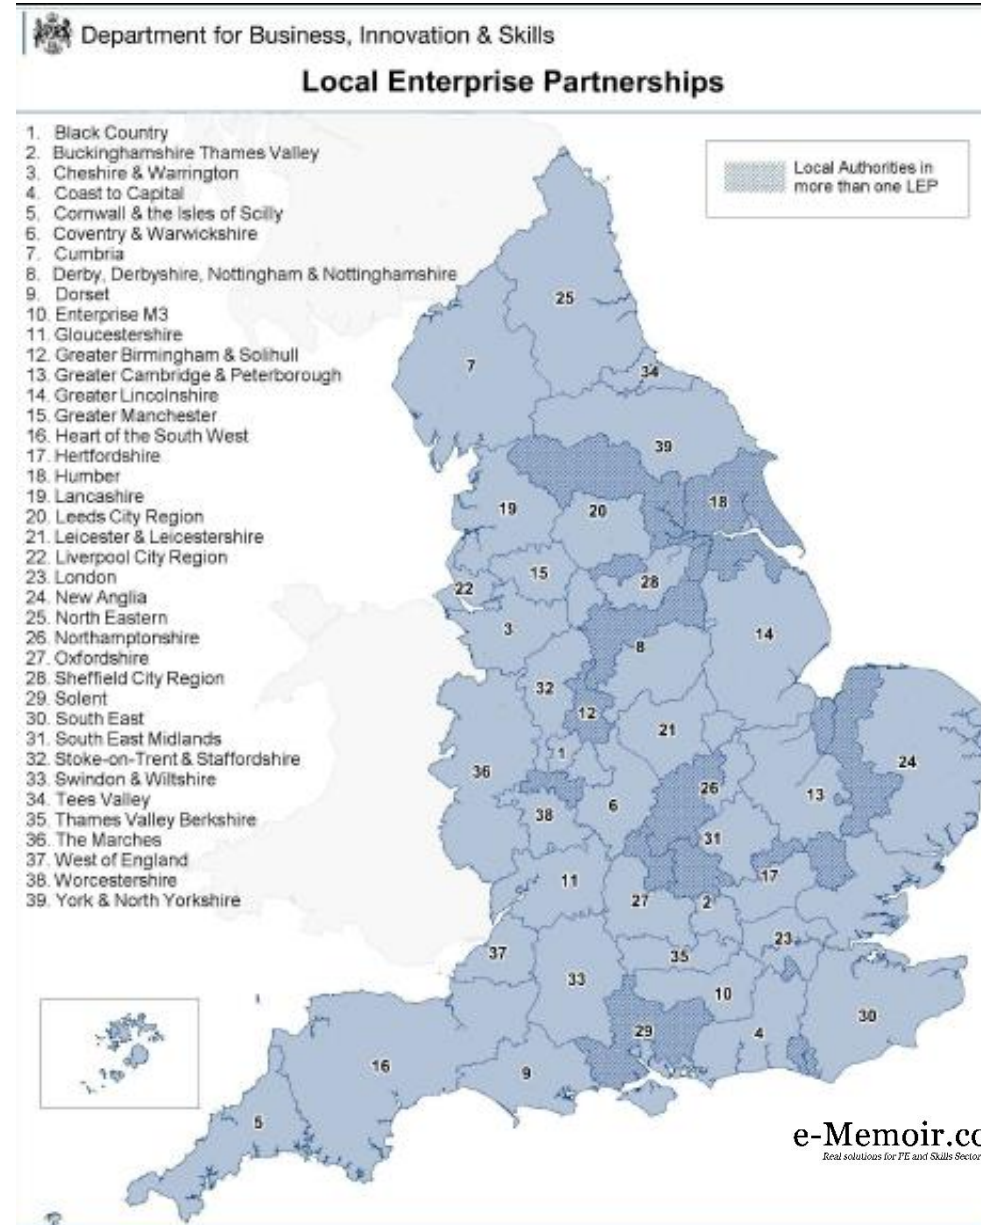 Department for Business, Innovation & Skills
Local Enterprise Partnerships
1. Black Country
2. Buckinghamshire Thames Valley
3. Cheshire & Warrington
4. Coast to Capital
5. Cornwall & the Isles of Scilly
6. Coventry & Warwickshire
7. Cumbria
8. Derby, Derbyshire, Nottingham & Nottinghamshire
9. Dorset
10. Enterprise M3
11. Gloucestershire
12. Greater Birmingham & Solihull
13. Greater Cambridge & Peterborough
14. Greater Lincolnshire
15. Greater Manchester
16. Heart of the South West
17. Hertfordshire
18. Humber
19. Lancashire
20. Leeds City Region
21. Leicester & Leicestershire
22. Liverpool City Region
23. London
24. New Anglia
25. North Eastern
26. Northamptonshire
27. Oxfordshire
28. Sheffield City Region
29. Solent
30. South East
31. South East Midlands
32. Stoke-on-Trent & Staffordshire
33. Swindon & Wiltshire
34. Tees Valley
35. Thames Valley Berkshire
36. The Marches
37. West of England
38. Worcestershire
39. York & North Yorkshire
Local Authorities in
more than one LEP
25
7
34
39
19
20
18
15
28
22
3
8
14
32
12
21
1
36
24
26
13
6
38
31
11
17
27
2
23
37
35
33
10
30
29
4
16
9
5
e-Memoir.co
Real solutions for FE and Skills Sector